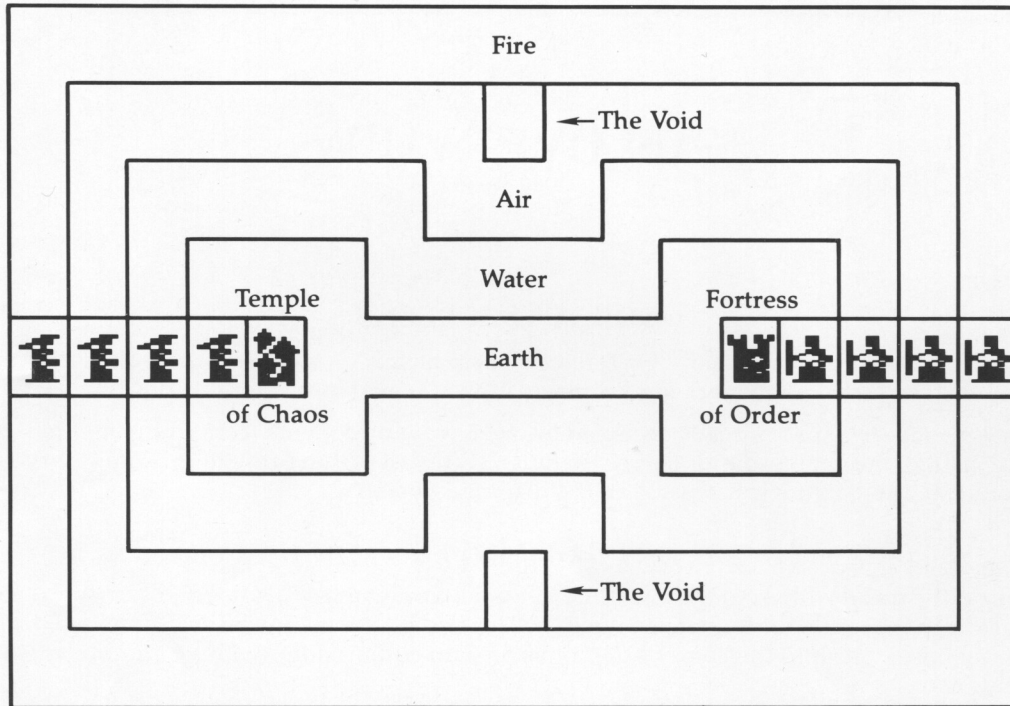 Fire
The Void
Air
Water
Temple
Fortress
Earth
of Chaos
of Order
The Void